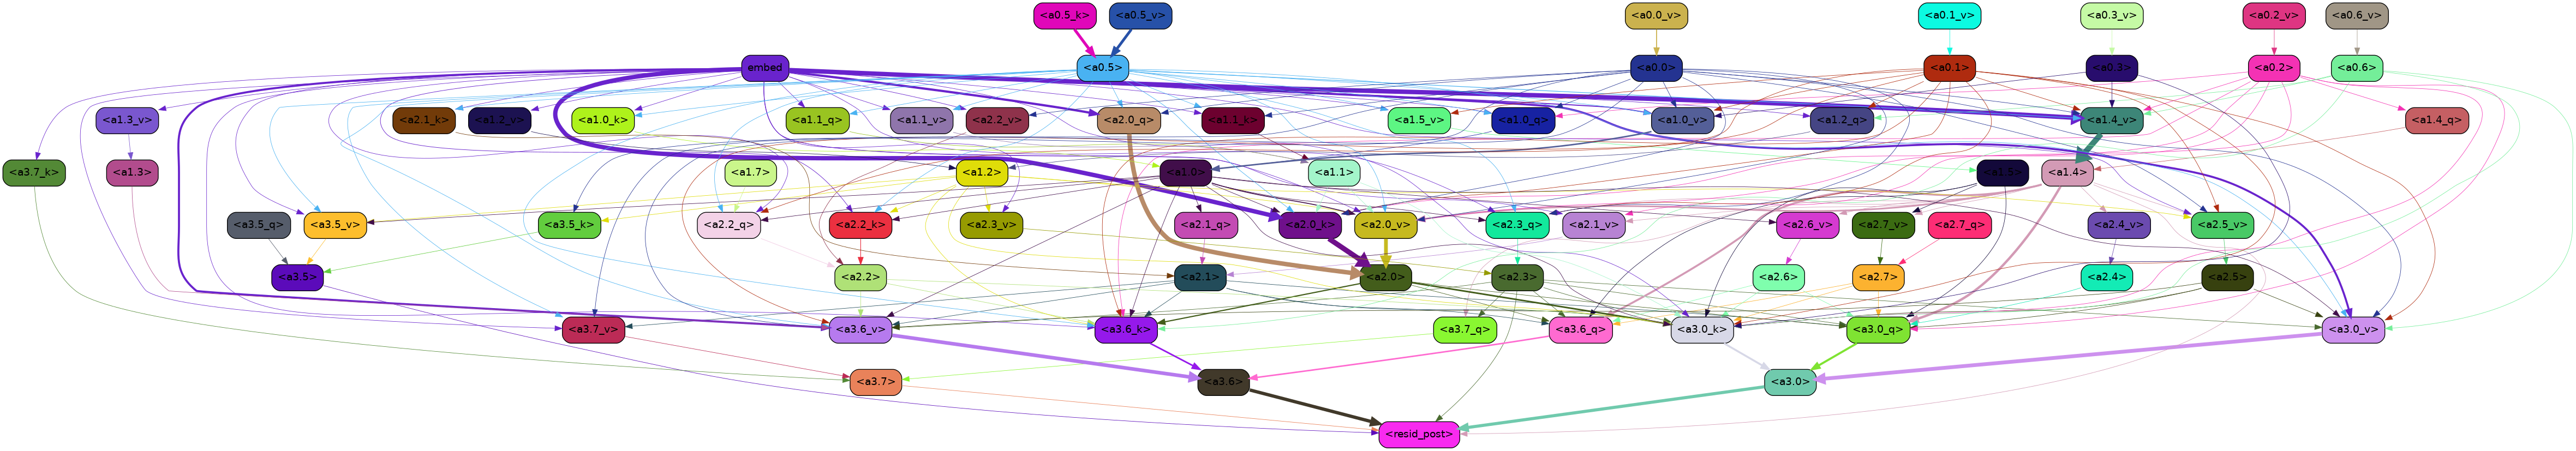 <a0.5_k> <a0.5_v> <a0.0_v> <a0.1_v> <a0.3_v> <a0.2_v> <a0.6_v>
embed <a0.5> <a0.0> <a0.1> <a0.3> <a0.2> <a0.6>
<a1.3_v> <a2.1_k> <a1.2_v> <a1.0_k> <a1.1_q> <a1.1_v> <a2.2_v> <a2.0_q> <a1.1_k> <a1.5_v> <a1.0_q> <a1.0_v> <a1.2_q> <a1.4_v> <a1.4_q>
<a3.7_k> <a1.3> <a1.7> <a1.2> <a1.0> <a1.1> <a1.5> <a1.4>
<a3.5_q> <a3.5_v> <a3.5_k> <a2.2_q> <a2.2_k> <a2.3_v> <a2.1_q> <a2.0_k> <a2.0_v> <a2.3_q> <a2.1_v> <a2.6_v> <a2.7_v> <a2.7_q> <a2.4_v> <a2.5_v>
<a3.5> <a2.2> <a2.1> <a2.0> <a2.3> <a2.6> <a2.7> <a2.4> <a2.5>
<a3.7_v> <a3.6_v> <a3.6_k> <a3.7_q> <a3.6_q> <a3.0_k> <a3.0_q> <a3.0_v>
<a3.7> <a3.6> <a3.0>
<resid_post>